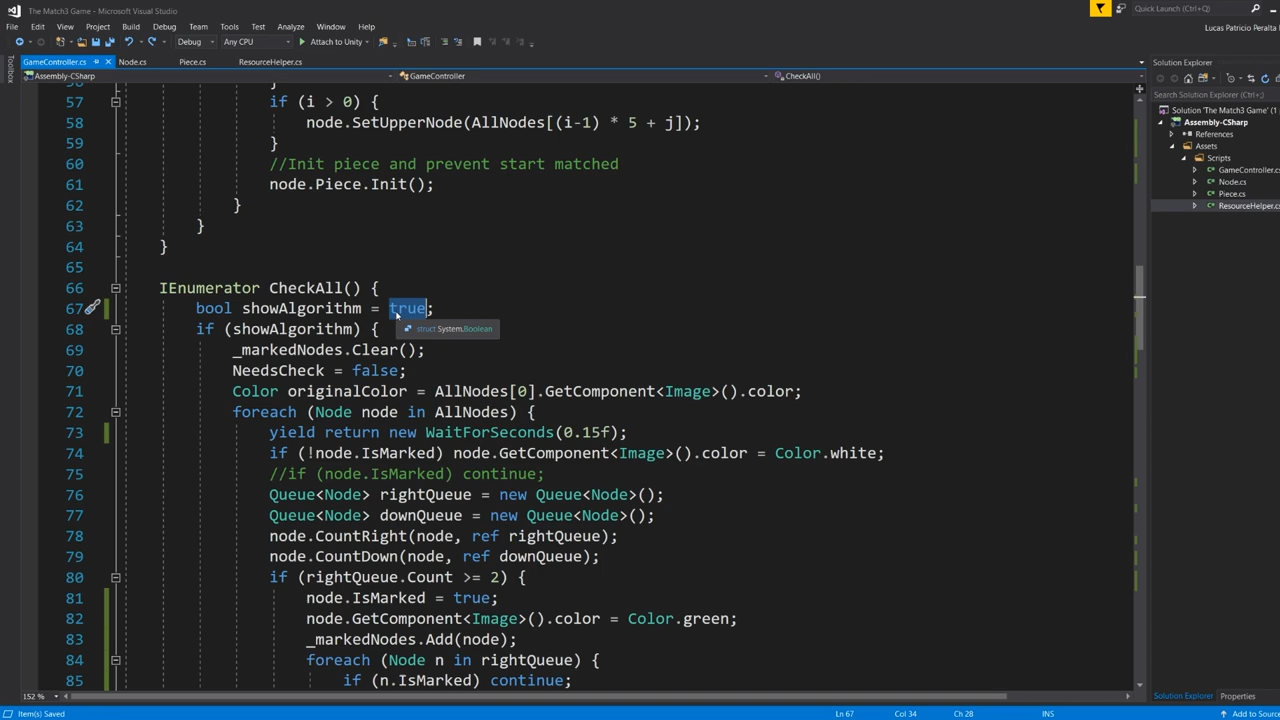 The Match3 Game - Microsoft Visual Studio
Quick Launch (Ctrl+Q)
File Edit View Project Build Debug Team Tools Test Analyze Window Help
Lucas Patricio Peralta
Debug Any CPU Attach to Unity
GameController.cs Node.cs Piece.cs ResourceHelper.cs
Solution Explorer
Toolbox
Assembly-CSharp GameController CheckAll()
Search Solution Explorer (Ctrl+
Solution 'The Match3 Game' (1
Assembly-CSharp
References
Assets
Scripts
GameController.cs
Node.cs
Piece.cs
ResourceHelper.cs
57 if (i > 0) {
58 node.SetUpperNode(AllNodes[(i-1) * 5 + j]);
59 }
60 //Init piece and prevent start matched
61 node.Piece.Init();
62 }
63 }
64 }
65
66 IEnumerator CheckAll() {
67 bool showAlgorithm = true;
68 if (showAlgorithm) {
struct System.Boolean
69 _markedNodes.Clear();
70 NeedsCheck = false;
71 Color originalColor = AllNodes[0].GetComponent<Image>().color;
72 foreach (Node node in AllNodes) {
73 yield return new WaitForSeconds(0.15f);
74 if (!node.IsMarked) node.GetComponent<Image>().color = Color.white;
75 //if (node.IsMarked) continue;
76 Queue<Node> rightQueue = new Queue<Node>();
77 Queue<Node> downQueue = new Queue<Node>();
78 node.CountRight(node, ref rightQueue);
79 node.CountDown(node, ref downQueue);
80 if (rightQueue.Count >= 2) {
81 node.IsMarked = true;
82 node.GetComponent<Image>().color = Color.green;
83 _markedNodes.Add(node);
84 foreach (Node n in rightQueue) {
85 if (n.IsMarked) continue;
152 %
Solution Explorer Properties
Item(s) Saved Ln 67 Col 34 Ch 28 INS Add to Source